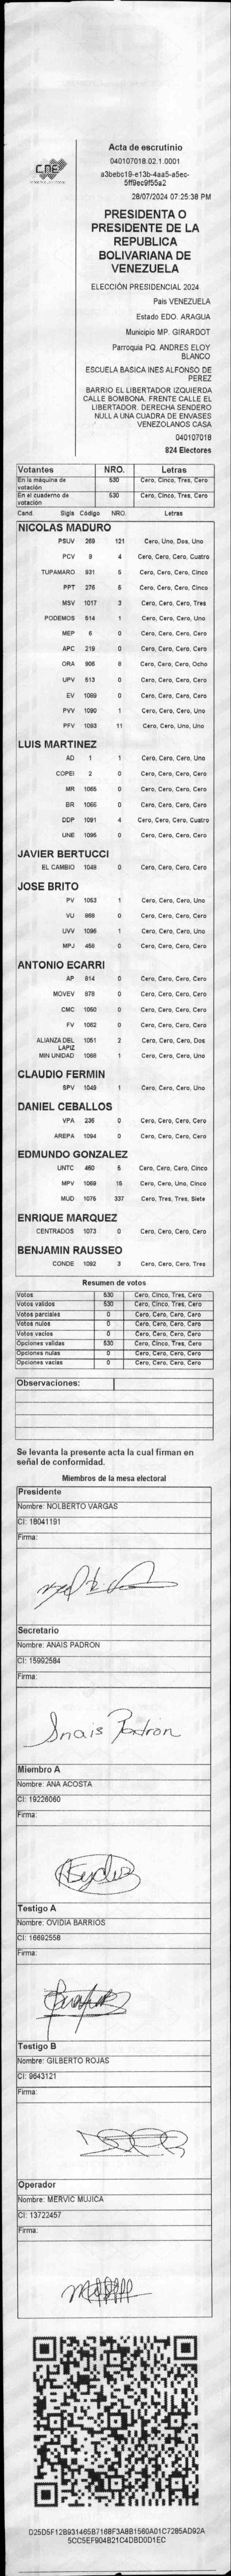 CNE
Acta de escrutinio
040107018.02.1.0001
a3bebc19-e13b-4aa5-a5ec-
5ff9ec9f55a2
28/07/2024 07:25:38 PM
PRESIDENTA O
PRESIDENTE DE LA
REPUBLICA
BOLIVARIANA DE
VENEZUELA
ELECCIÓN PRESIDENCIAL 2024
Pais VENEZUELA
Estado EDO. ARAGUA
Municipio MP. GIRARDOT
Parroquia PQ. ANDRES ELOY
BLANCO
ESCUELA BASICA INES ALFONSO DE
PEREZ
BARRIO EL LIBERTADOR IZQUIERDA
CALLE BOMBONA. FRENTE CALLE EL
LIBERTADOR. DERECHA SENDERO
NULL A UNA CUADRA DE ENVASES
VENEZOLANOS CASA
040107018
824 Electores
Votantes NRO. Letras
En la máquina de votación 530 Cero, Cinco, Tres, Cero
En el cuaderno de votación 530 Cero, Cinco, Tres, Cero
Cand. Sigla Código NRO. Letras
NICOLAS MADURO
PSUV 269 121 Cero, Uno, Dos, Uno
PCV 9 4 Cero, Cero, Cero, Cuatro
TUPAMARO 931 5 Cero, Cero, Cero, Cinco
PPT 276 5 Cero, Cero, Cero, Cinco
MSV 1017 3 Cero, Cero, Cero, Tres
PODEMOS 514 1 Cero, Cero, Cero, Uno
MEP 6 0 Cero, Cero, Cero, Cero
APC 219 0 Cero, Cero, Cero, Cero
ORA 906 8 Cero, Cero, Cero, Ocho
UPV 513 0 Cero, Cero, Cero, Cero
EV 1089 0 Cero, Cero, Cero, Cero
PVV 1090 1 Cero, Cero, Cero, Uno
PFV 1093 11 Cero, Cero, Uno, Uno
LUIS MARTINEZ
AD 1 1 Cero, Cero, Cero, Uno
COPEI 2 0 Cero, Cero, Cero, Cero
MR 1065 0 Cero, Cero, Cero, Cero
BR 1066 0 Cero, Cero, Cero, Cero
DDP 1091 4 Cero, Cero, Cero, Cuatro
UNE 1095 0 Cero, Cero, Cero, Cero
JAVIER BERTUCCI
EL CAMBIO 1048 0 Cero, Cero, Cero, Cero
JOSE BRITO
PV 1053 1 Cero, Cero, Cero, Uno
VU 868 0 Cero, Cero, Cero, Cero
UVV 1096 1 Cero, Cero, Cero, Uno
MPJ 456 0 Cero, Cero, Cero, Cero
ANTONIO ECARRI
AP 814 0 Cero, Cero, Cero, Cero
MOVEV 878 0 Cero, Cero, Cero, Cero
CMC 1050 0 Cero, Cero, Cero, Cero
FV 1062 0 Cero, Cero, Cero, Cero
ALIANZA DEL LAPIZ 1051 2 Cero, Cero, Cero, Dos
MIN UNIDAD 1068 1 Cero, Cero, Cero, Uno
CLAUDIO FERMIN
SPV 1049 1 Cero, Cero, Cero, Uno
DANIEL CEBALLOS
VPA 236 0 Cero, Cero, Cero, Cero
AREPA 1094 0 Cero, Cero, Cero, Cero
EDMUNDO GONZALEZ
UNTC 460 5 Cero, Cero, Cero, Cinco
MPV 1069 15 Cero, Cero, Uno, Cinco
MUD 1076 337 Cero, Tres, Tres, Siete
ENRIQUE MARQUEZ
CENTRADOS 1073 0 Cero, Cero, Cero, Cero
BENJAMIN RAUSSEO
CONDE 1092 3 Cero, Cero, Cero, Tres
Resumen de votos
Votos 530 Cero, Cinco, Tres, Cero
Votos válidos 530 Cero, Cinco, Tres, Cero
Votos parciales 0 Cero, Cero, Cero, Cero
Votos nulos 0 Cero, Cero, Cero, Cero
Votos vacíos 0 Cero, Cero, Cero, Cero
Opciones válidas 530 Cero, Cinco, Tres, Cero
Opciones nulas 0 Cero, Cero, Cero, Cero
Opciones vacías 0 Cero, Cero, Cero, Cero
Observaciones:
Se levanta la presente acta la cual firman en
señal de conformidad.
Miembros de la mesa electoral
Presidente
Nombre: NOLBERTO VARGAS
CI: 18041191
Firma:
Secretario
Nombre: ANAIS PADRON
CI: 15992584
Firma:
Anais Padron
Miembro A
Nombre: ANA ACOSTA
CI: 19226060
Firma:
Testigo A
Nombre: OVIDIA BARRIOS
CI: 16692558
Firma:
Testigo B
Nombre: GILBERTO ROJAS
CI: 9643121
Firma:
Operador
Nombre: MERVIC MUJICA
CI: 13722457
Firma:
D25D5F12B931465B7168F3A8B1560A01C7285AD92A
5CC5EF904B21C4DBD0D1EC